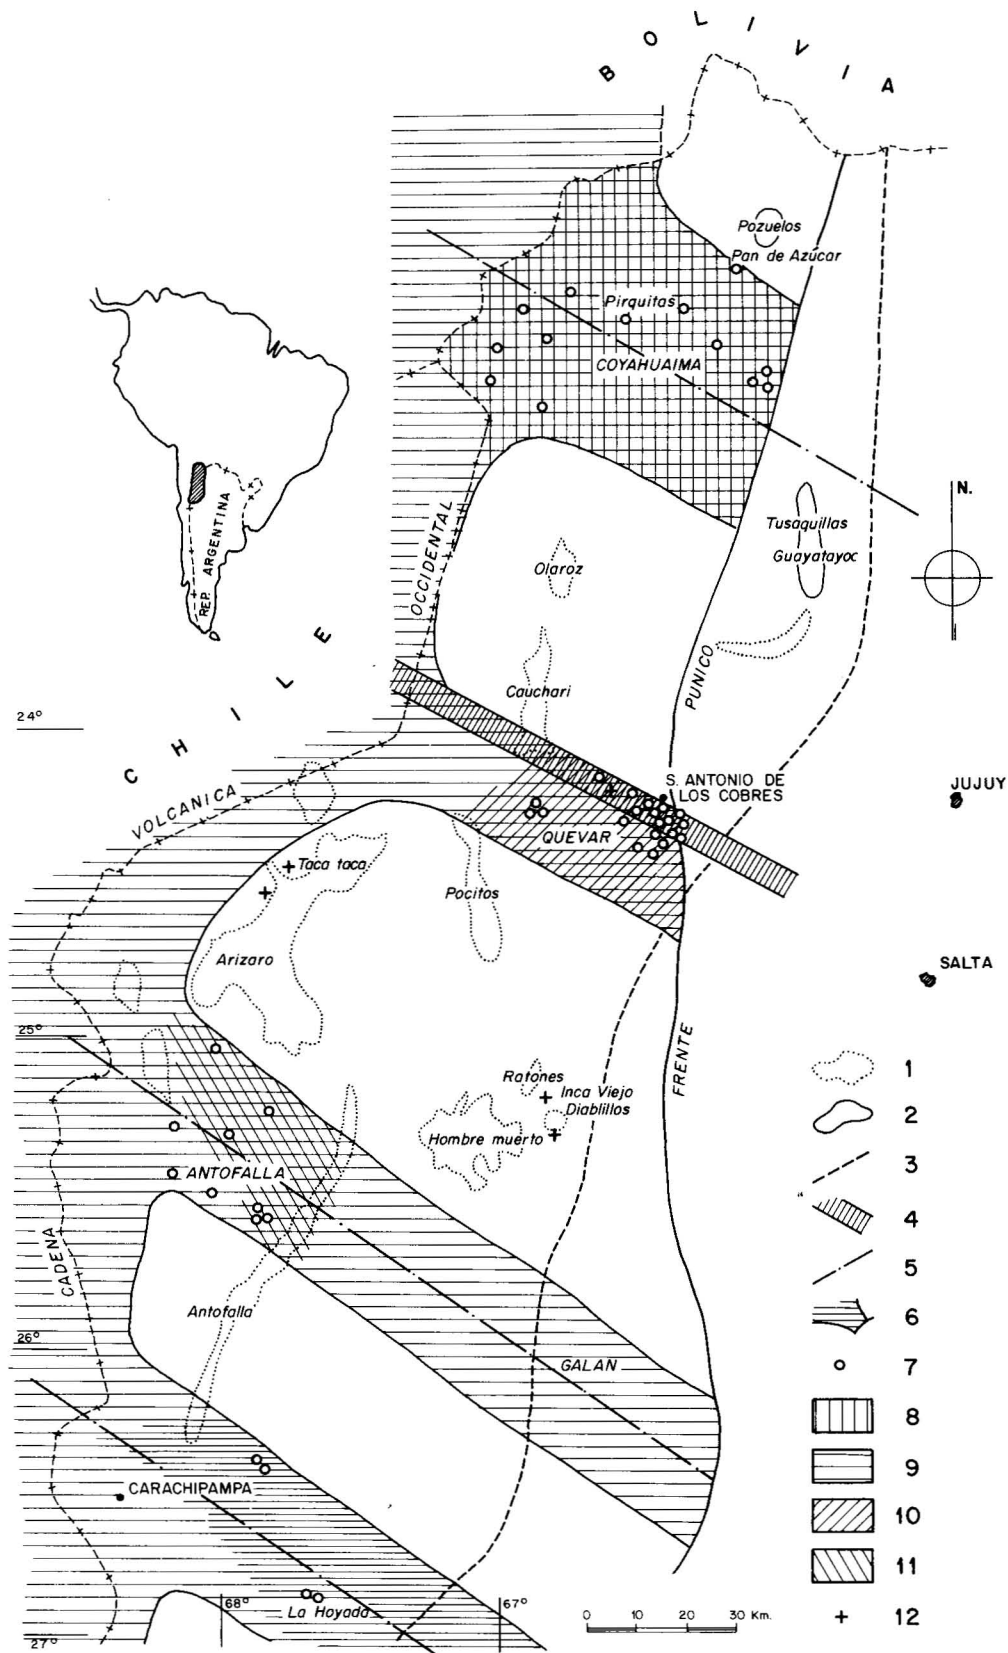 BOLIVIA
Pozuelos
Pan de Azúcar
Pirquitas
COYAHUAIMA
REP. ARGENTINA
OCCIDENTAL
Tusaquillas
Guayatayoc
N.
Olaroz
CHILE
PUNICO
Cauchari
24°
S. ANTONIO DE
LOS COBRES
JUJUY
VOLCANICA
QUEVAR
Taca taca
Pocitos
Arizaro
SALTA
25°
FRENTE
1
Ratones
Inca Viejo
Diablillos
2
Hombre muerto
3
ANTOFALLA
4
CADENA
5
Antofalla
6
26°
GALAN
7
8
9
CARACHIPAMPA
10
11
68°
67°
La Hoyada
0 10 20 30 Km.
12
27°